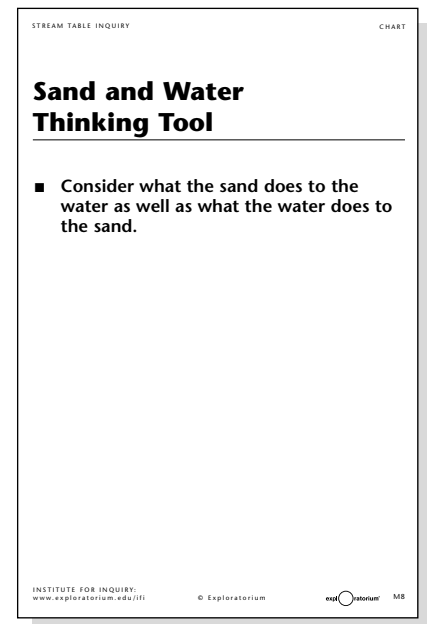 STREAM TABLE INQUIRY CHART
Sand and Water
Thinking Tool
■ Consider what the sand does to the
water as well as what the water does to
the sand.
INSTITUTE FOR INQUIRY:
www.exploratorium.edu/ifi © Exploratorium exploratorium M8